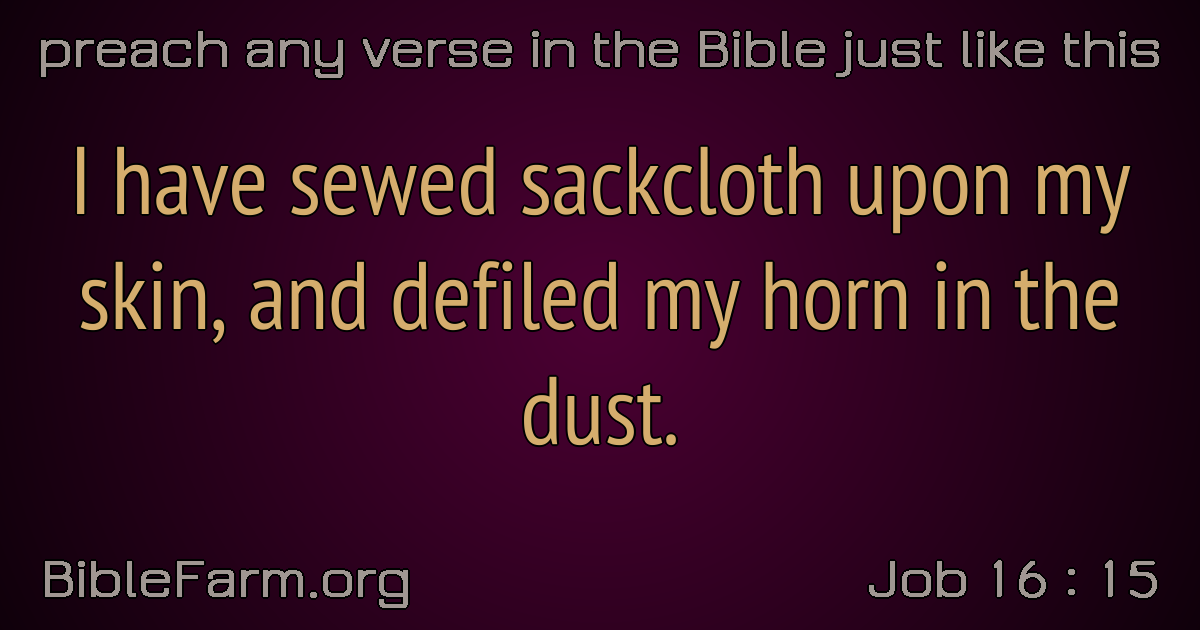 preach any verse in the Bible just like this
I have sewed sackcloth upon my
skin, and defiled my horn in the
dust.
BibleFarm.org
Job 16 : 15